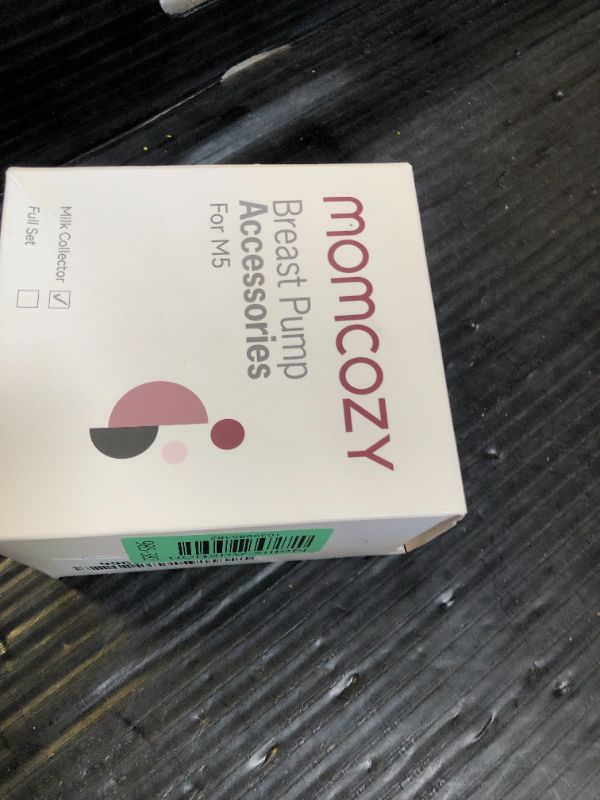 momcozy
Breast Pump
Accessories
For M5
Milk Collector ☑
Full Set ☐